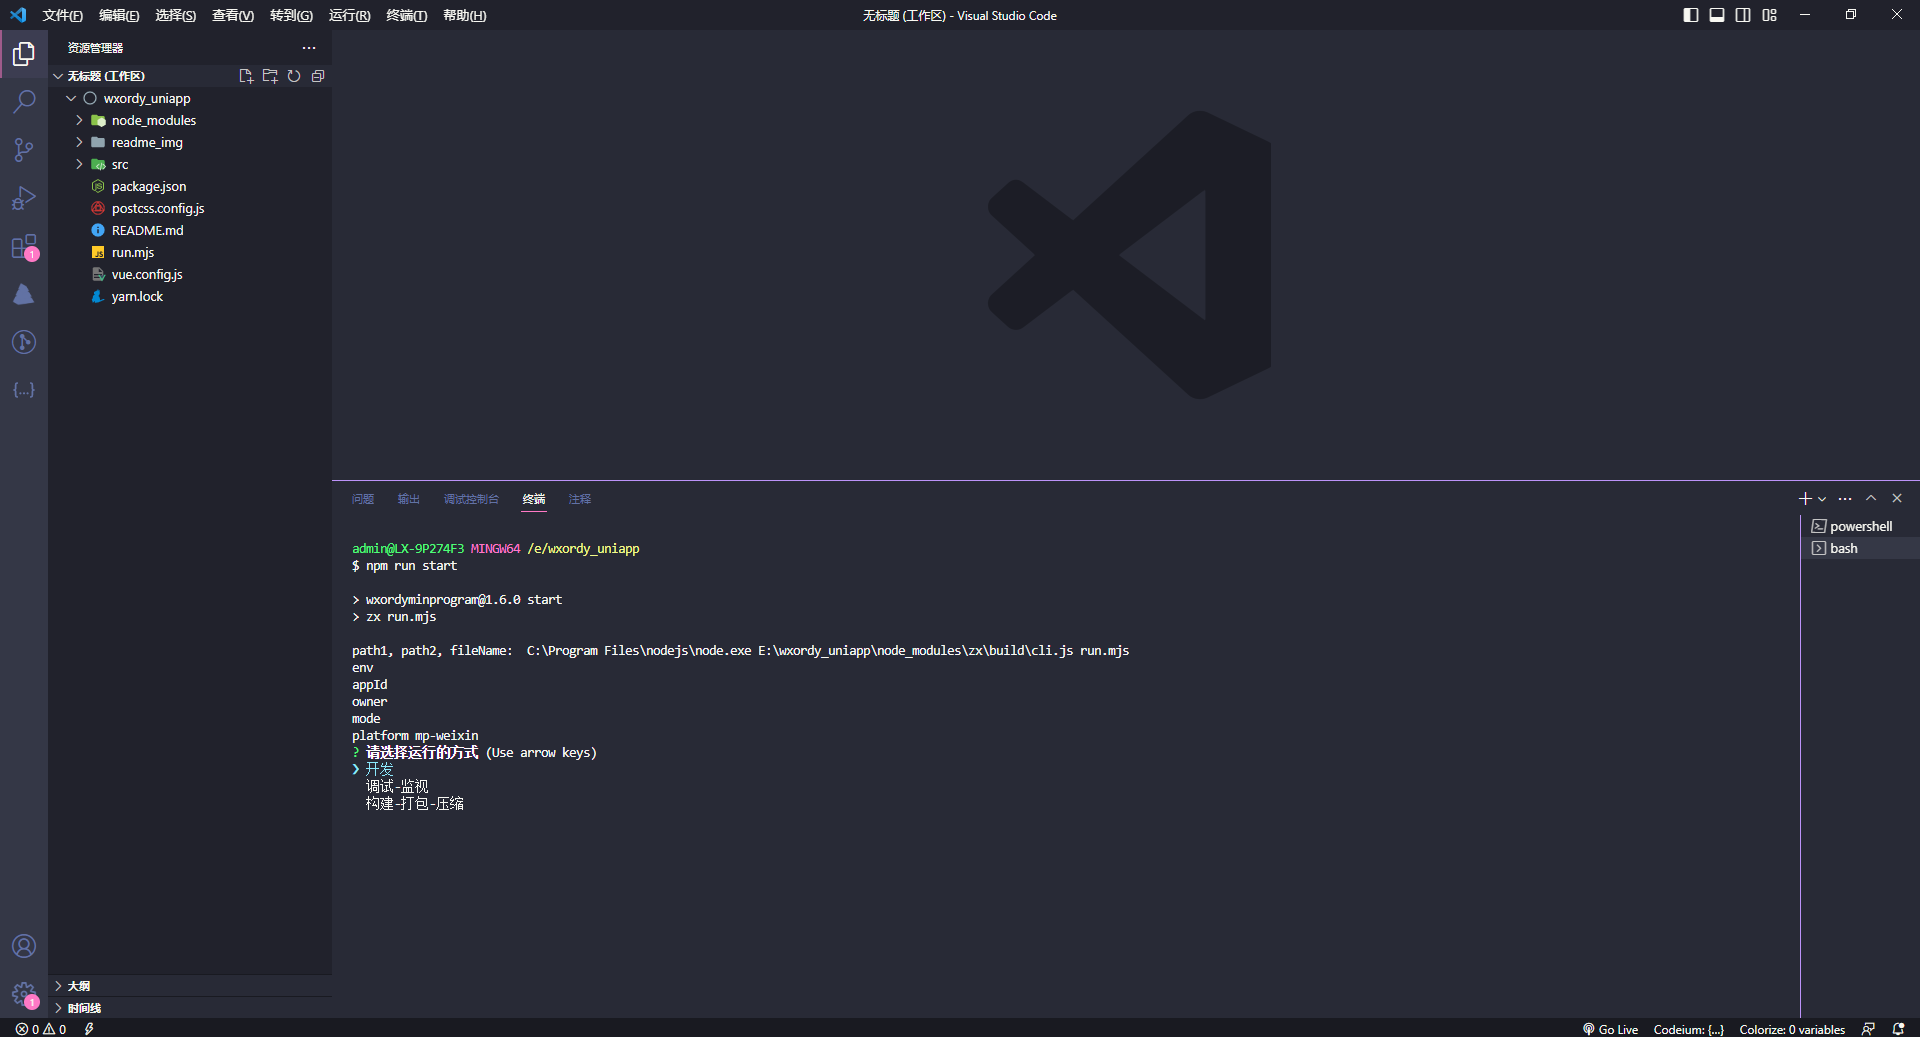 文件(F) 编辑(E) 选择(S) 查看(V) 转到(G) 运行(R) 终端(T) 帮助(H)
无标题 (工作区) - Visual Studio Code
资源管理器
无标题 (工作区)
wxordy_uniapp
node_modules
readme_img
src
package.json
postcss.config.js
README.md
run.mjs
vue.config.js
yarn.lock
1
{...}
1
大纲
时间线
问题 输出 调试控制台 终端 注释
admin@LX-9P274F3 MINGW64 /e/wxordy_uniapp
$ npm run start
> wxordyminprogram@1.6.0 start
> zx run.mjs
path1, path2, fileName:  C:\Program Files\nodejs\node.exe E:\wxordy_uniapp\node_modules\zx\build\cli.js run.mjs
env
appId
owner
mode
platform mp-weixin
? 请选择运行的方式 (Use arrow keys)
❯ 开发
调试-监视
构建-打包-压缩
powershell
bash
0 0
Go Live Codeium: {...} Colorize: 0 variables